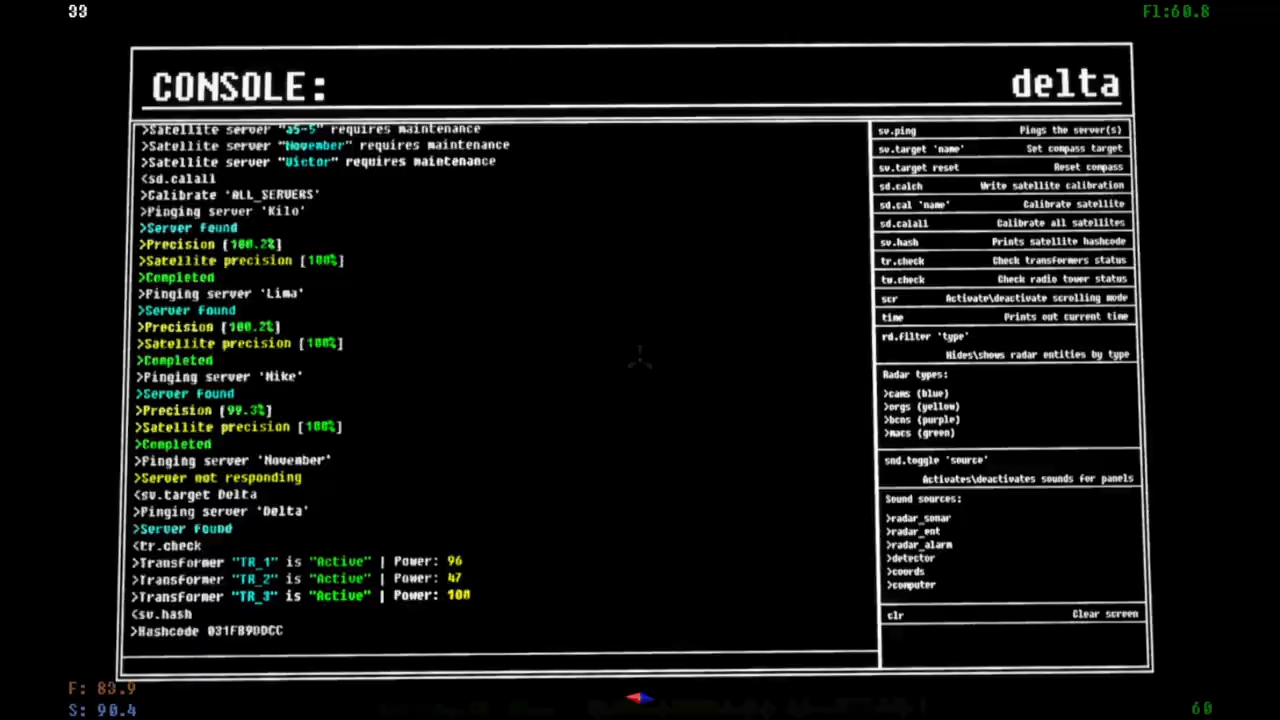 33
F1:60.8
CONSOLE:
delta
>Satellite server "a5-5" requires maintenance
>Satellite server "November" requires maintenance
>Satellite server "Victor" requires maintenance
<sd.calall
>Calibrate 'ALL_SERVERS'
>Pinging server 'Kilo'
>Server Found
>Precision [100.2%]
>Satellite precision [100%]
>Completed
>Pinging server 'Lima'
>Server Found
>Precision [100.2%]
>Satellite precision [100%]
>Completed
>Pinging server 'Mike'
>Server Found
>Precision [99.3%]
>Satellite precision [100%]
>Completed
>Pinging server 'November'
>Server not responding
<sv.target Delta
>Pinging server 'Delta'
>Server Found
<tr.check
>Transformer "TR_1" is "Active" | Power: 96
>Transformer "TR_2" is "Active" | Power: 47
>Transformer "TR_3" is "Active" | Power: 100
<sv.hash
>Hashcode 031FB9DDCC
sv.ping Pings the server(s)
sv.target 'name' Set compass target
sv.target reset Reset compass
sd.calch Write satellite calibration
sd.cal 'name' Calibrate satellite
sd.calall Calibrate all satellites
sv.hash Prints satellite hashcode
tr.check Check transformers status
tw.check Check radio tower status
scr Activate\deactivate scrolling mode
time Prints out current time
rd.filter 'type'
Hides\shows radar entities by type
Radar types:
>cams (blue)
>orgs (yellow)
>bcns (purple)
>macs (green)
snd.toggle 'source'
Activates\deactivates sounds for panels
Sound sources:
>radar_sonar
>radar_ent
>radar_alarm
>detector
>coords
>computer
clr Clear screen
F: 83.9
S: 90.4
60